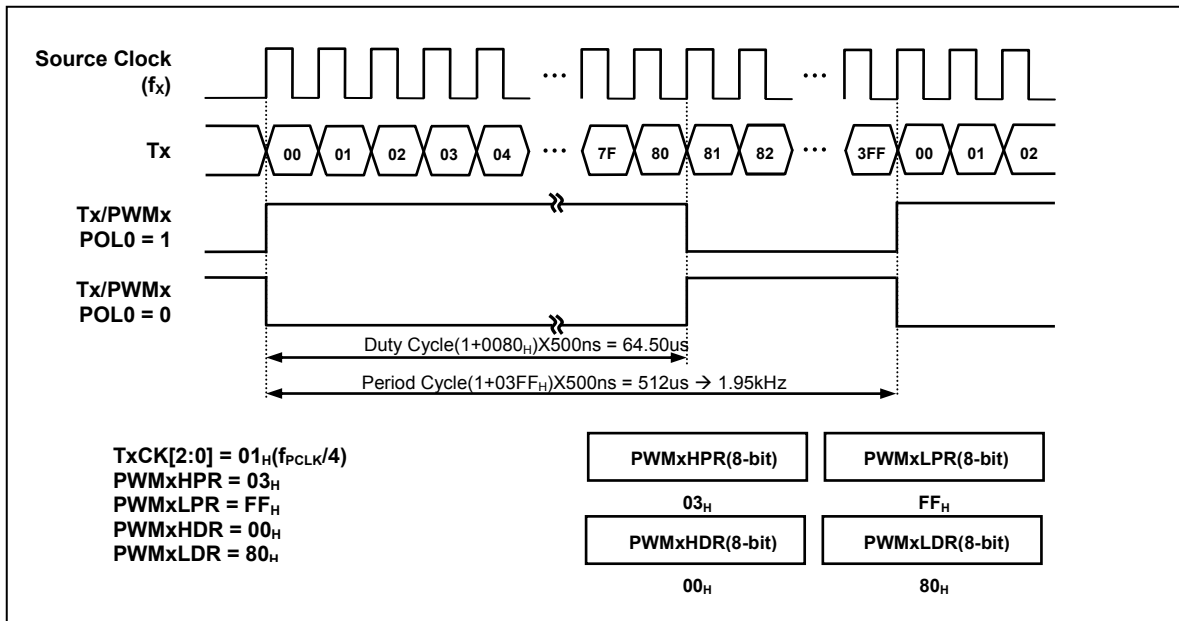 Source Clock
(fX)
...
...
Tx
00 01 02 03 04 ... 7F 80 81 82 ... 3FF 00 01 02
Tx/PWMx
POL0 = 1
Tx/PWMx
POL0 = 0
Duty Cycle(1+0080H)X500ns = 64.50us
Period Cycle(1+03FFH)X500ns = 512us → 1.95kHz
TxCK[2:0] = 01H(fPCLK/4)
PWMxHPR = 03H
PWMxLPR = FFH
PWMxHDR = 00H
PWMxLDR = 80H
PWMxHPR(8-bit) PWMxLPR(8-bit)
03H FFH
PWMxHDR(8-bit) PWMxLDR(8-bit)
00H 80H